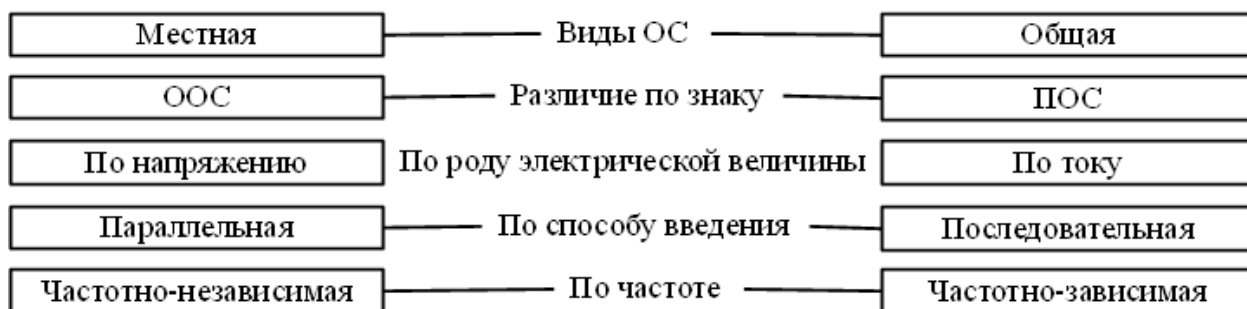 Местная Виды ОС Общая
ООС Различие по знаку ПОС
По напряжению По роду электрической величины По току
Параллельная По способу введения Последовательная
Частотно-независимая По частоте Частотно-зависимая